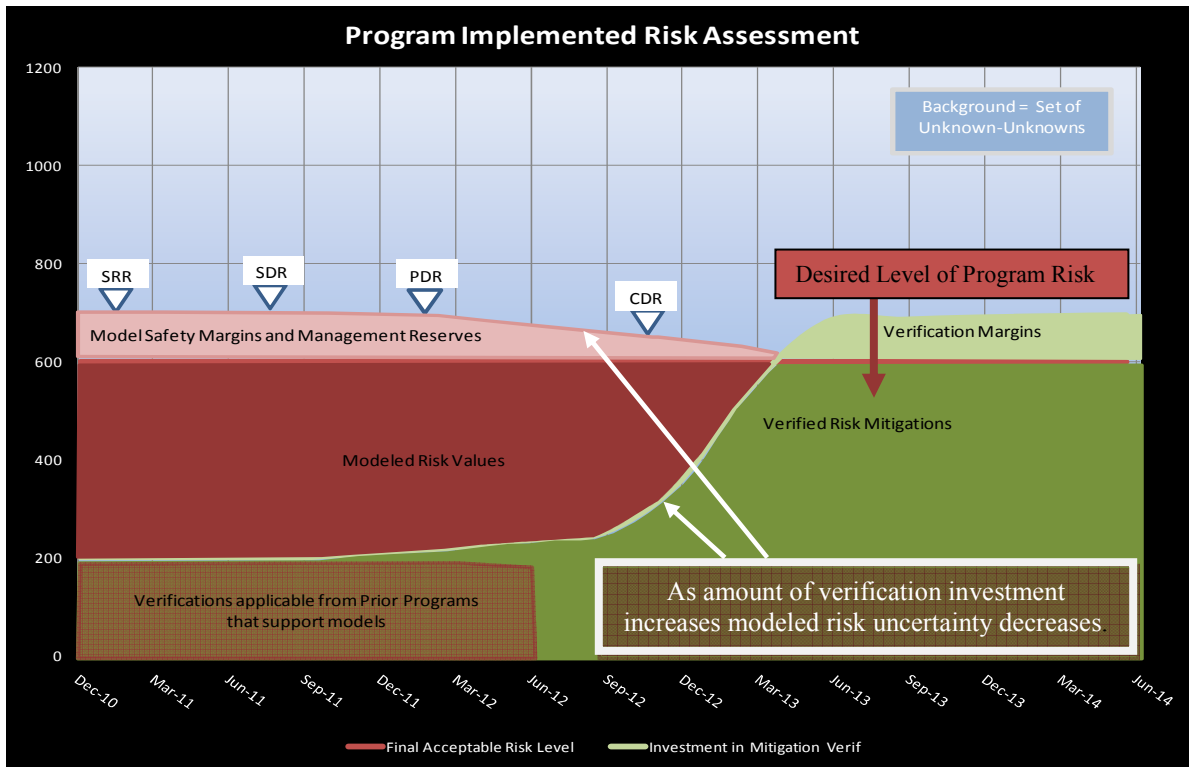 Program Implemented Risk Assessment
1200
1000
800
600
400
200
0
Background = Set of
Unknown-Unknowns
SRR
SDR
PDR
CDR
Desired Level of Program Risk
Model Safety Margins and Management Reserves
Verification Margins
Modeled Risk Values
Verified Risk Mitigations
Verifications applicable from Prior Programs
that support models
As amount of verification investment
increases modeled risk uncertainty decreases.
Dec-10
Mar-11
Jun-11
Sep-11
Dec-11
Mar-12
Jun-12
Sep-12
Dec-12
Mar-13
Jun-13
Sep-13
Dec-13
Mar-14
Jun-14
Final Acceptable Risk Level
Investment in Mitigation Verif